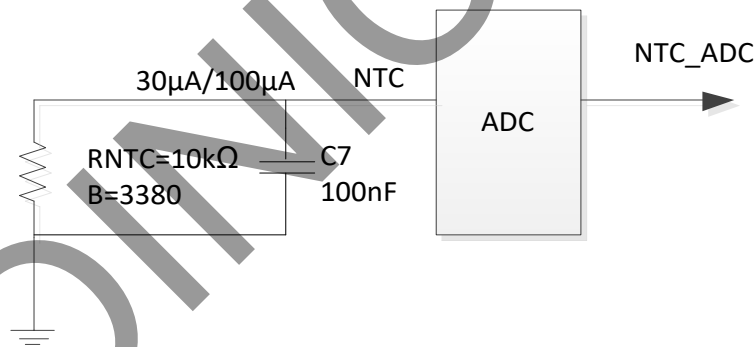 NTC_ADC
30μA/100μA
NTC
ADC
RNTC=10kΩ
B=3380
C7
100nF